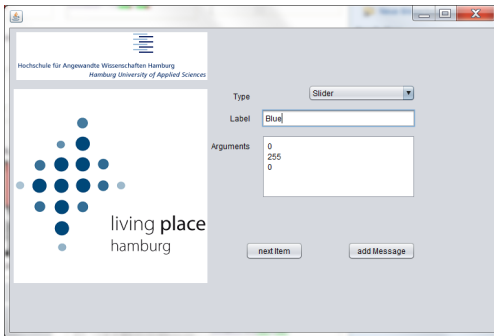 Hochschule für Angewandte Wissenschaften Hamburg
Hamburg University of Applied Sciences
Type
Slider
Label
Blue
Arguments
0
255
0
living place
hamburg
next Item
add Message